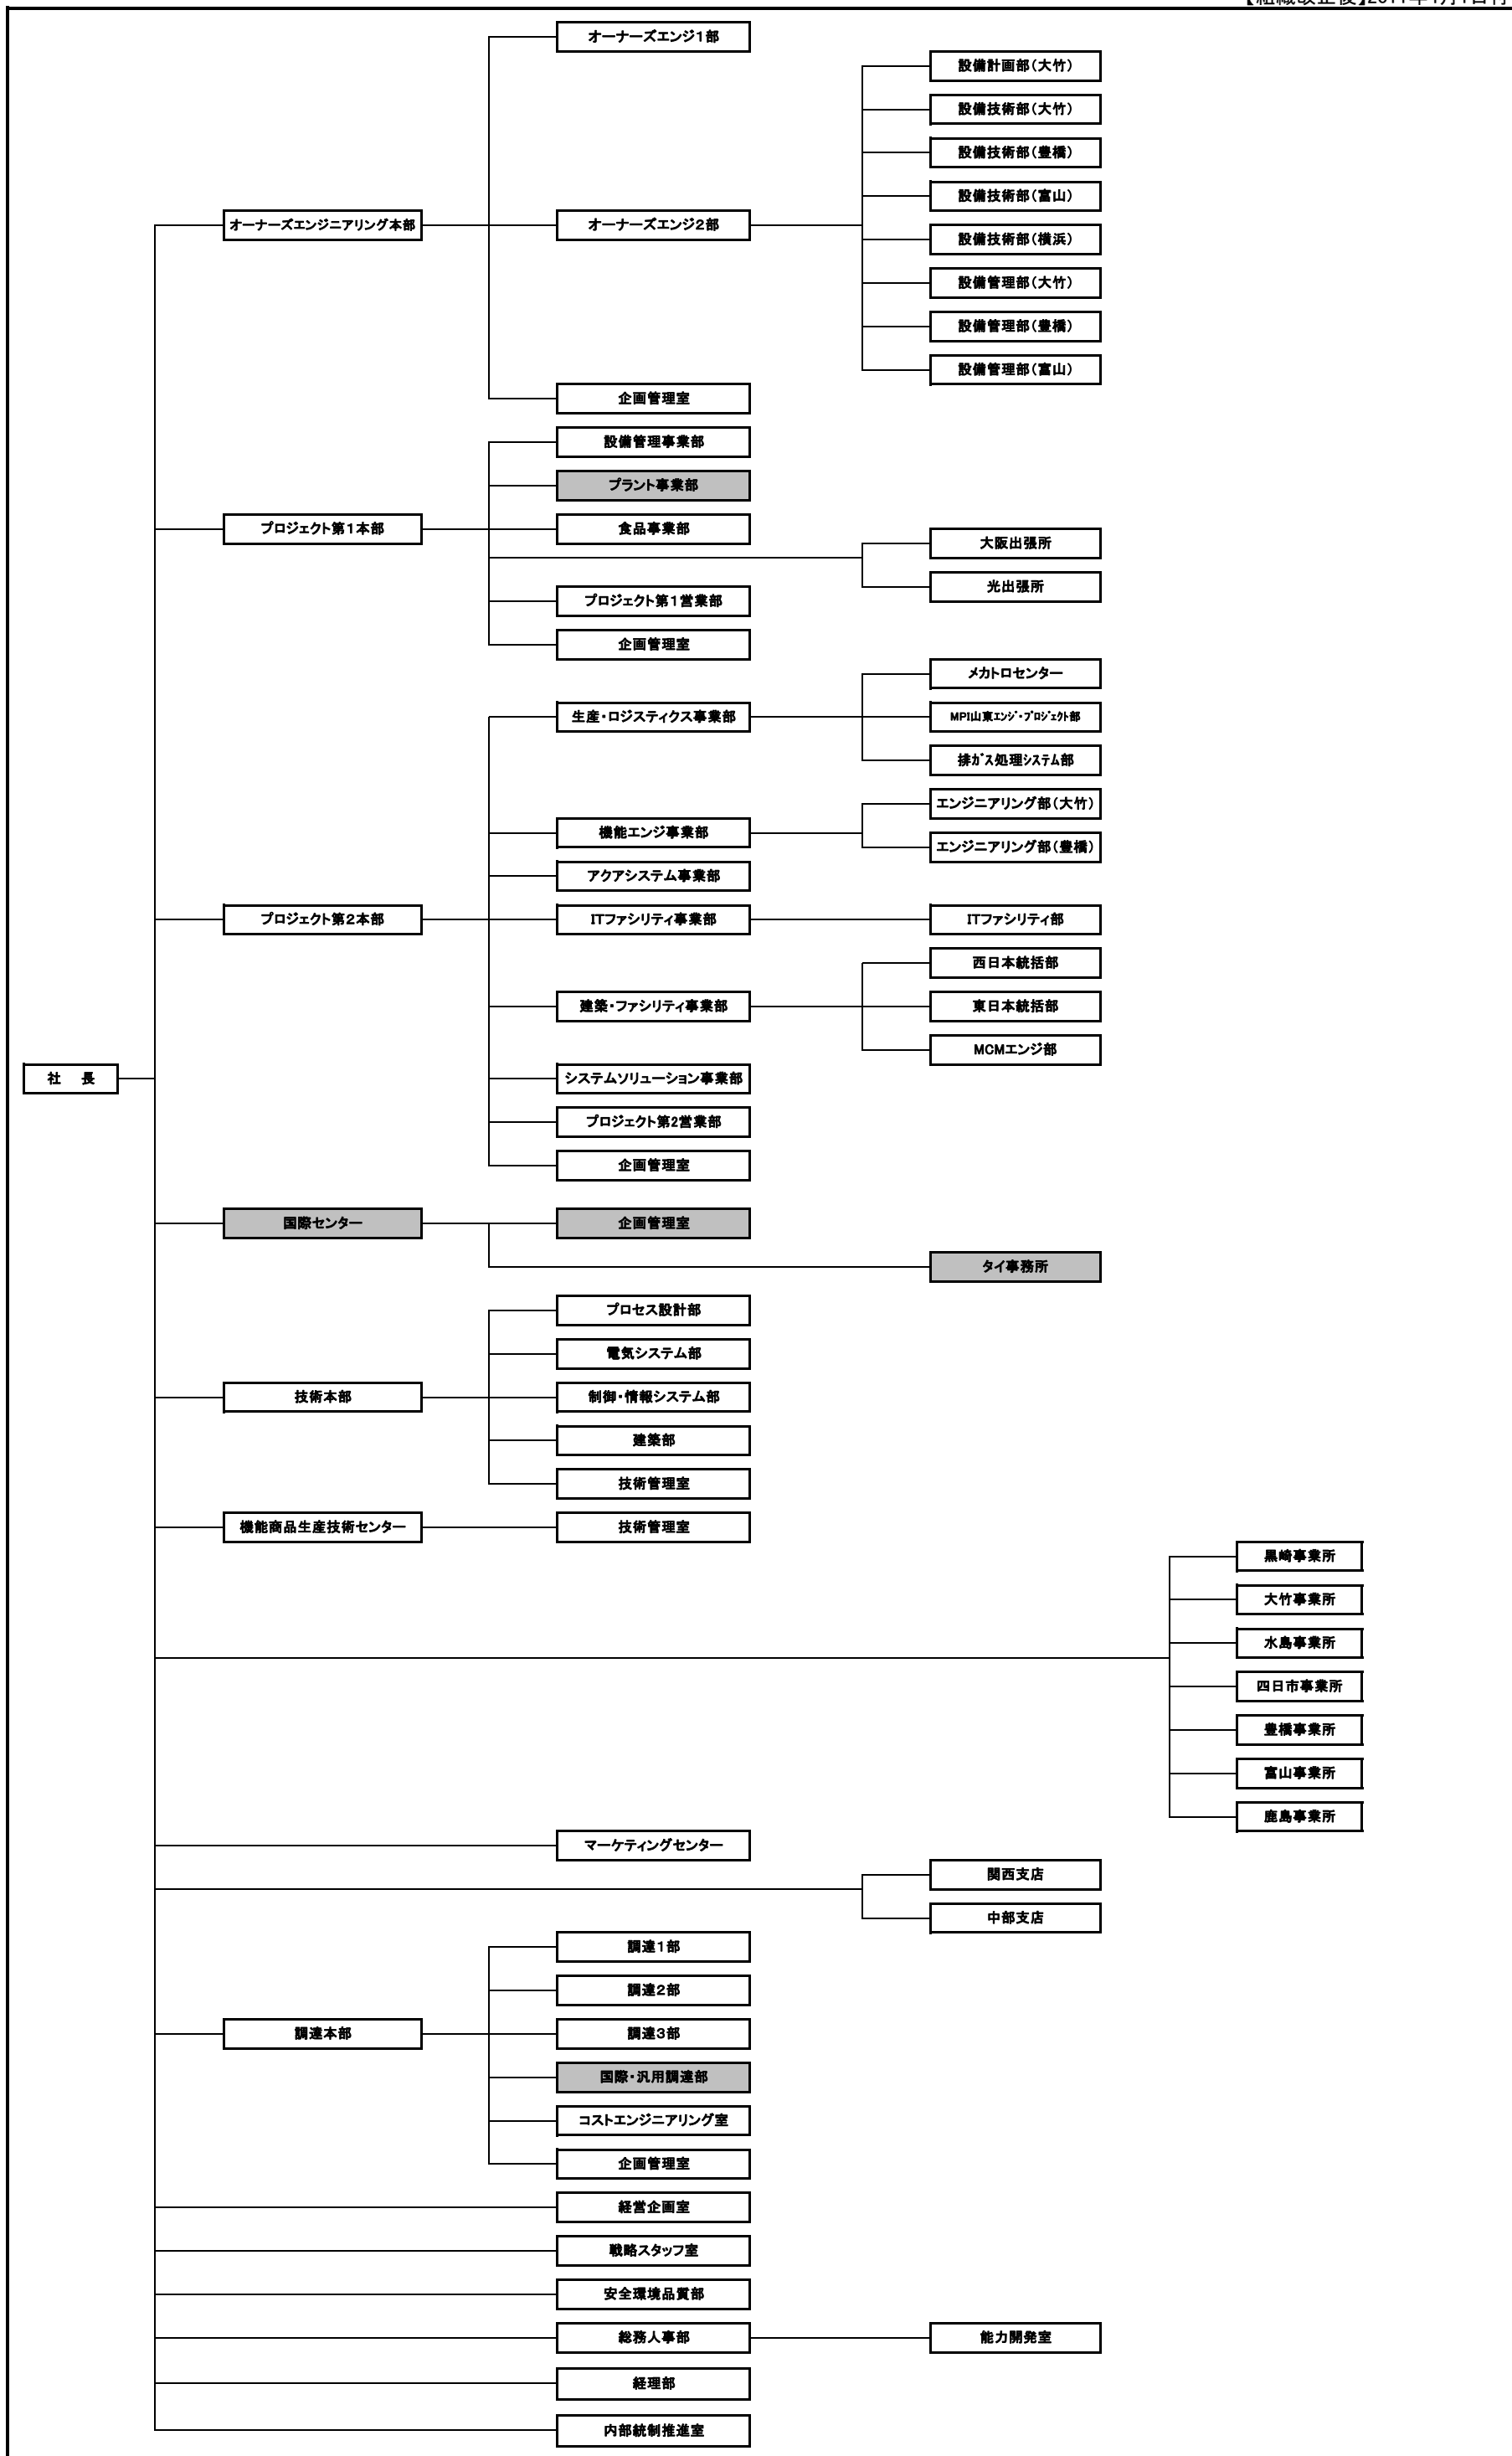 オーナーズエンジ1部
設備計画部(大竹)
設備技術部(大竹)
設備技術部(豊橋)
設備技術部(富山)
オーナーズエンジニアリング本部
オーナーズエンジ2部
設備技術部(横浜)
設備管理部(大竹)
設備管理部(豊橋)
設備管理部(富山)
企画管理室
設備管理事業部
プラント事業部
プロジェクト第1本部
食品事業部
大阪出張所
光出張所
プロジェクト第1営業部
企画管理室
メカトロセンター
生産・ロジスティクス事業部
MPI山東エンジ・プロジェクト部
排ガス処理システム部
エンジニアリング部(大竹)
機能エンジ事業部
エンジニアリング部(豊橋)
アクアシステム事業部
プロジェクト第2本部
ITファシリティ事業部
ITファシリティ部
西日本統括部
建築・ファシリティ事業部
東日本統括部
MCMエンジ部
社 長
システムソリューション事業部
プロジェクト第2営業部
企画管理室
国際センター
企画管理室
タイ事務所
プロセス設計部
電気システム部
技術本部
制御・情報システム部
建築部
技術管理室
機能商品生産技術センター
技術管理室
黒崎事業所
大竹事業所
水島事業所
四日市事業所
豊橋事業所
富山事業所
鹿島事業所
マーケティングセンター
関西支店
中部支店
調達1部
調達2部
調達本部
調達3部
国際・汎用調達部
コストエンジニアリング室
企画管理室
経営企画室
戦略スタッフ室
安全環境品質部
総務人事部
能力開発室
経理部
内部統制推進室